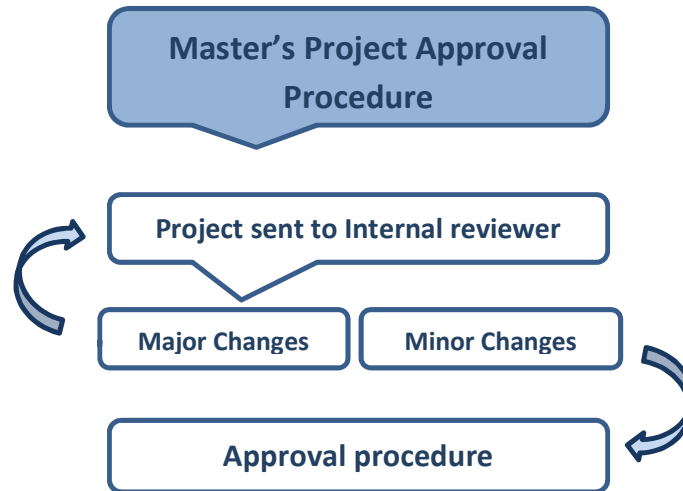 Master’s Project Approval
Procedure
Project sent to Internal reviewer
Major Changes
Minor Changes
Approval procedure